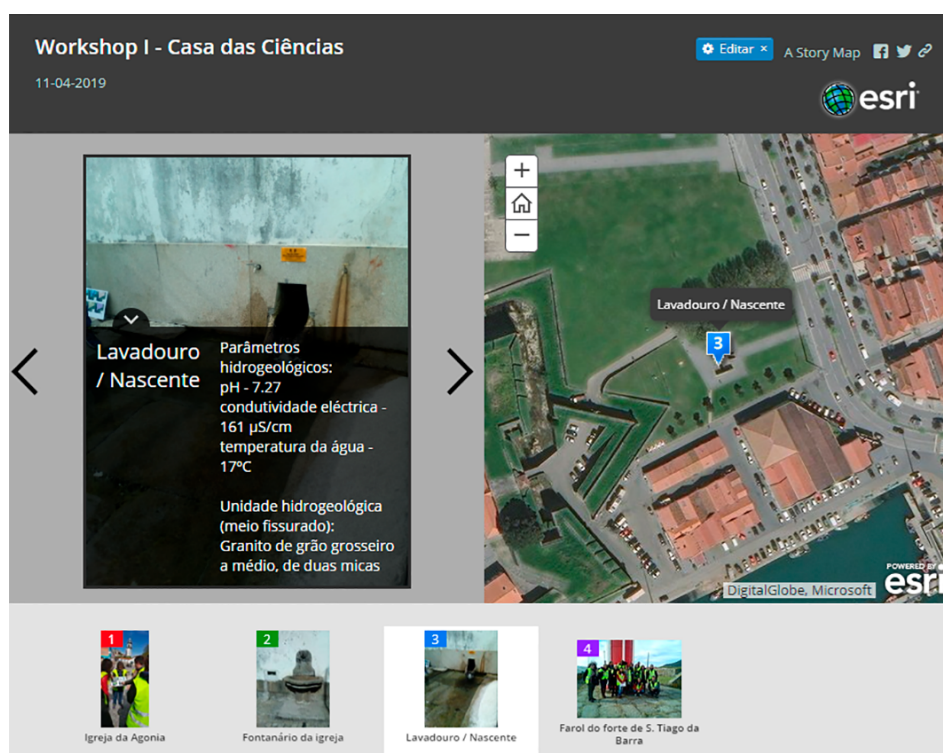 Workshop I - Casa das Ciências
11-04-2019
Editar ×
A Story Map
esri
+
−
Lavadouro / Nascente
3
Lavadouro
/ Nascente
Parâmetros
hidrogeológicos:
pH - 7.27
condutividade eléctrica -
161 µS/cm
temperatura da água -
17ºC
Unidade hidrogeológica
(meio fissurado):
Granito de grão grosseiro
a médio, de duas micas
POWERED BY
esri
DigitalGlobe, Microsoft
1
Igreja da Agonia
2
Fontanário da igreja
3
Lavadouro / Nascente
4
Farol do forte de S. Tiago da
Barra